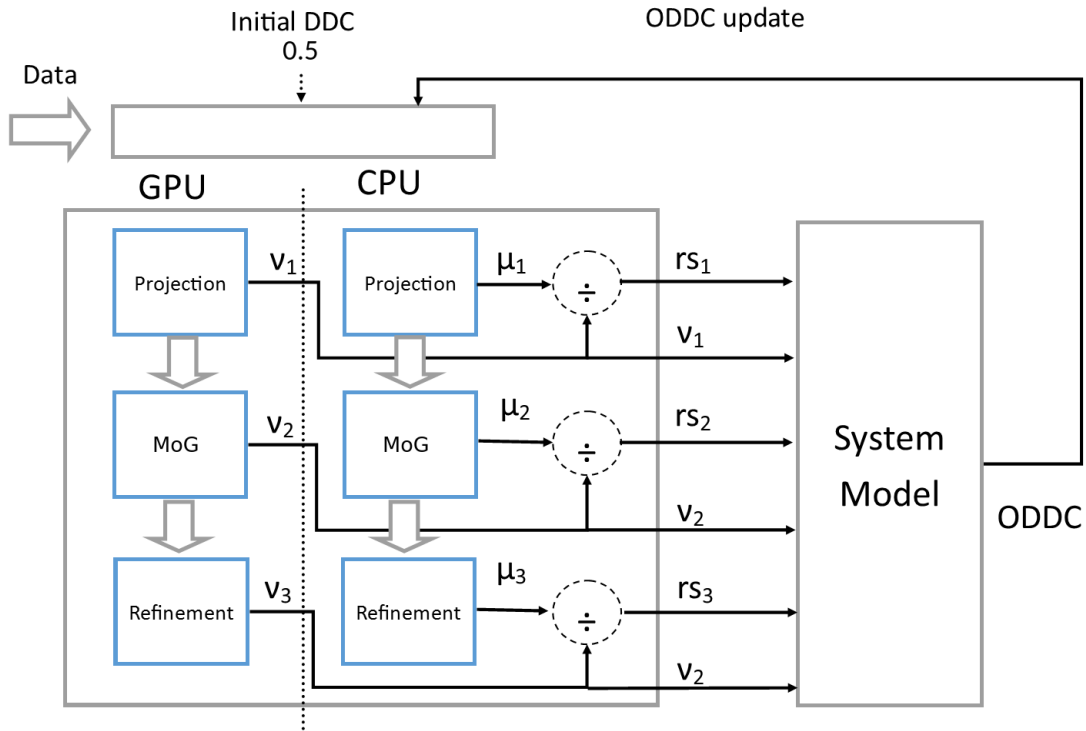 Initial DDC
0.5
ODDC update
Data
GPU
CPU
Projection
ν1
Projection
μ1
÷
rs1
ν1
MoG
ν2
MoG
μ2
÷
rs2
ν2
System
Model
ODDC
Refinement
ν3
Refinement
μ3
÷
rs3
ν2